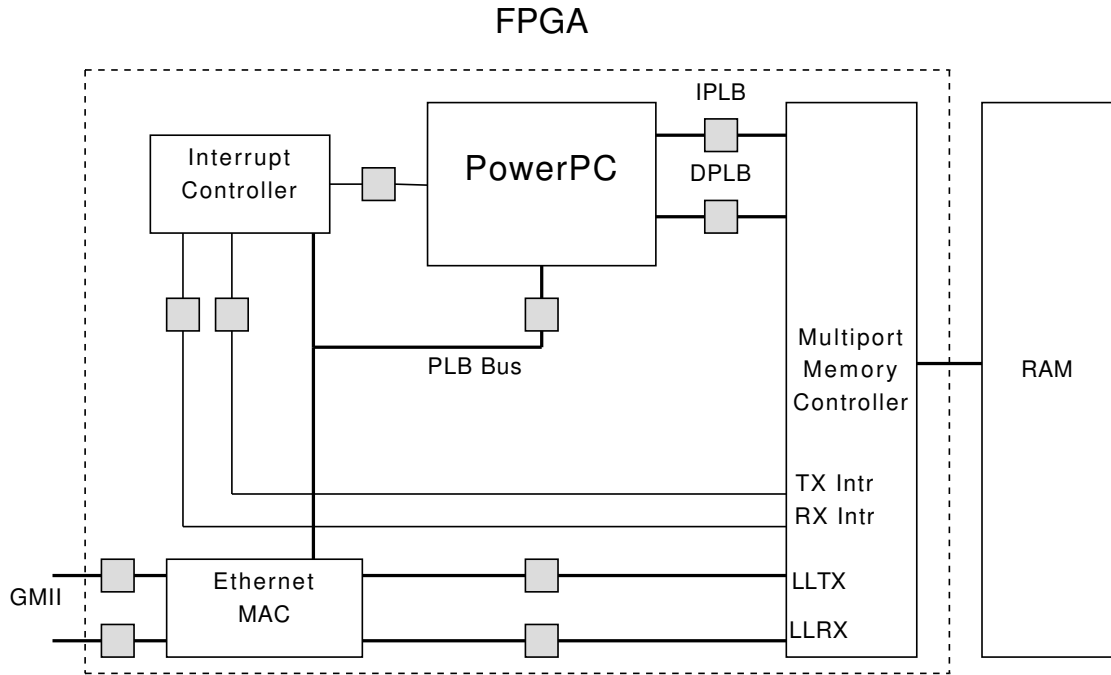 FPGA
IPLB
Interrupt
Controller
PowerPC
DPLB
Multiport
Memory
Controller
PLB Bus
RAM
TX Intr
RX Intr
Ethernet
MAC
GMII
LLTX
LLRX